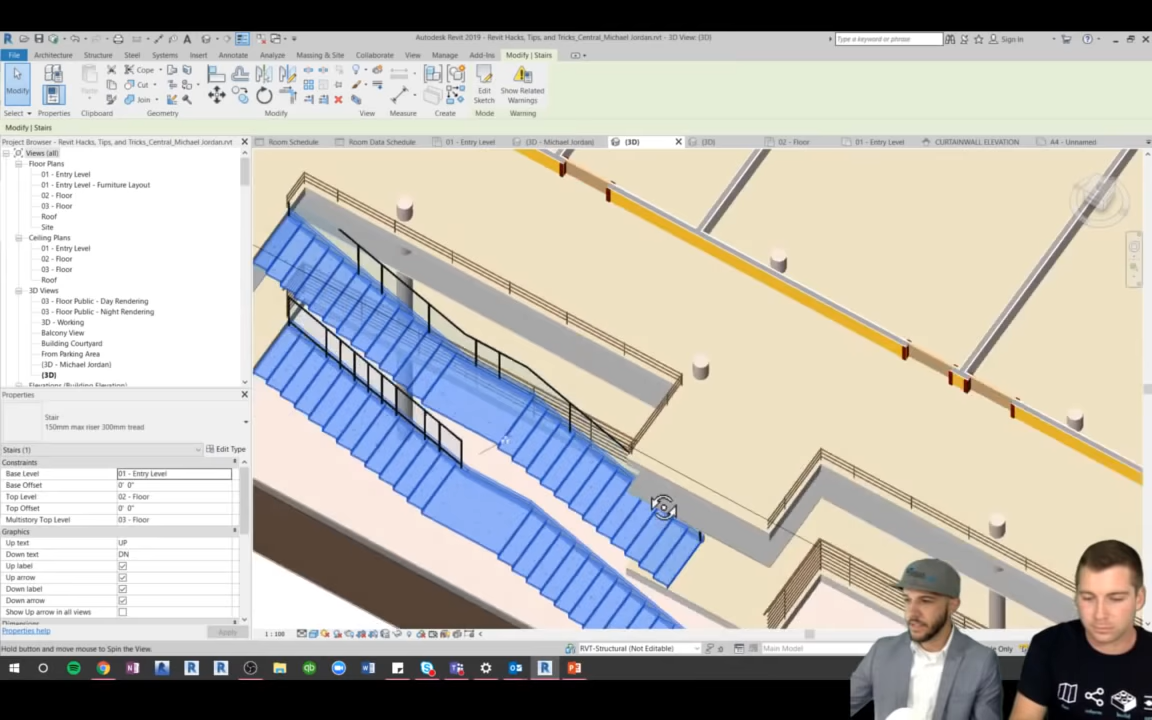 Autodesk Revit 2019 - Revit Hacks, Tips, and Tricks_Central_Michael Jordan.rvt - 3D View: {3D}
Type a keyword or phrase
Sign In
File Architecture Structure Steel Systems Insert Annotate Analyze Massing & Site Collaborate View Manage Add-Ins Modify | Stairs
Modify
Paste
Cope
Cut
Join
Edit Sketch
Show Related Warnings
Select Properties Clipboard Geometry Modify View Measure Create Mode Warning
Modify | Stairs
Project Browser - Revit Hacks, Tips, and Tricks_Central_Michael Jordan.rvt
Room Schedule
Room Data Schedule
01 - Entry Level
{3D - Michael Jordan}
{3D}
{3D}
02 - Floor
01 - Entry Level
CURTAINWALL ELEVATION
A4 - Unnamed
Views (all)
Floor Plans
01 - Entry Level
01 - Entry Level - Furniture Layout
02 - Floor
03 - Floor
Roof
Site
Ceiling Plans
01 - Entry Level
02 - Floor
03 - Floor
Roof
3D Views
03 - Floor Public - Day Rendering
03 - Floor Public - Night Rendering
3D - Working
Balcony View
Building Courtyard
From Parking Area
{3D - Michael Jordan}
{3D}
Elevations (Building Elevation)
Properties
Stair
150mm max riser 300mm tread
Stairs (1)
Edit Type
Constraints
Base Level 01 - Entry Level
Base Offset 0' 0"
Top Level 02 - Floor
Top Offset 0' 0"
Multistory Top Level 03 - Floor
Graphics
Up text UP
Down text DN
Up label
Up arrow
Down label
Down arrow
Show Up arrow in all views
Dimensions
Properties help
Apply
1 : 100
Hold button and move mouse to Spin the View.
RVT-Structural (Not Editable)
:0
Main Model